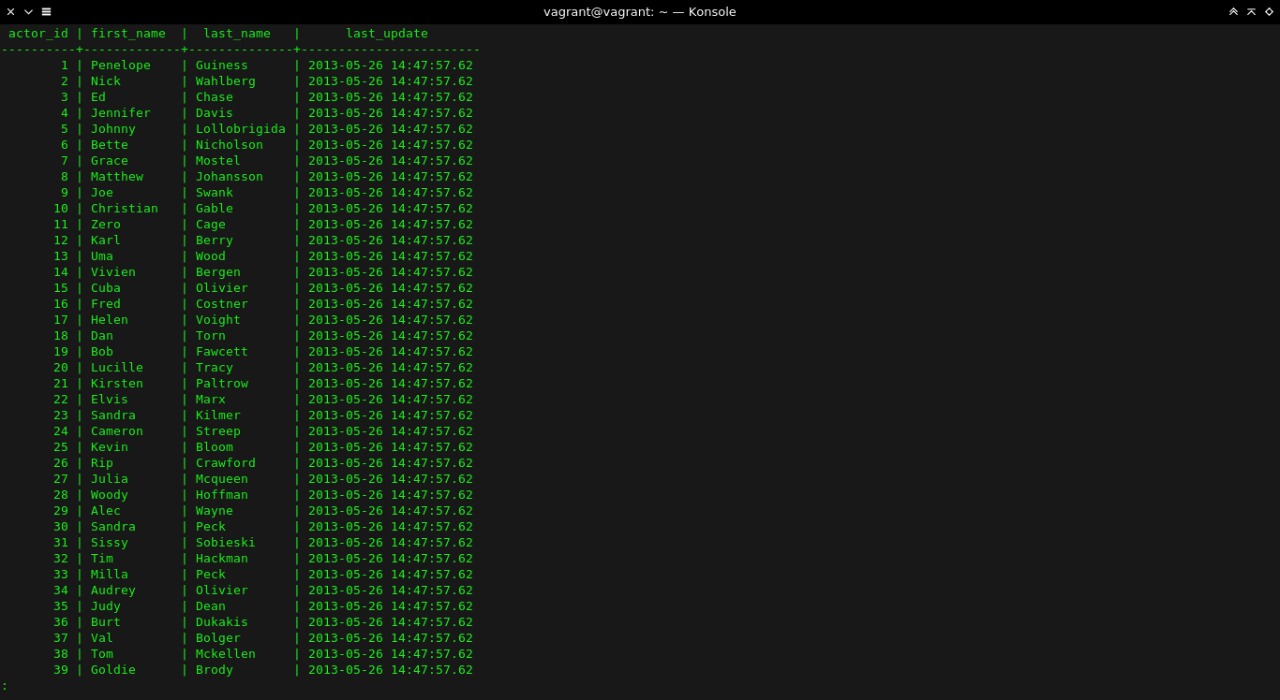 vagrant@vagrant: ~ — Konsole
 actor_id | first_name  |  last_name   |      last_update
----------+-------------+--------------+------------------------
        1 | Penelope    | Guiness      | 2013-05-26 14:47:57.62
        2 | Nick        | Wahlberg     | 2013-05-26 14:47:57.62
        3 | Ed          | Chase        | 2013-05-26 14:47:57.62
        4 | Jennifer    | Davis        | 2013-05-26 14:47:57.62
        5 | Johnny      | Lollobrigida | 2013-05-26 14:47:57.62
        6 | Bette       | Nicholson    | 2013-05-26 14:47:57.62
        7 | Grace       | Mostel       | 2013-05-26 14:47:57.62
        8 | Matthew     | Johansson    | 2013-05-26 14:47:57.62
        9 | Joe         | Swank        | 2013-05-26 14:47:57.62
       10 | Christian   | Gable        | 2013-05-26 14:47:57.62
       11 | Zero        | Cage         | 2013-05-26 14:47:57.62
       12 | Karl        | Berry        | 2013-05-26 14:47:57.62
       13 | Uma         | Wood         | 2013-05-26 14:47:57.62
       14 | Vivien      | Bergen       | 2013-05-26 14:47:57.62
       15 | Cuba        | Olivier      | 2013-05-26 14:47:57.62
       16 | Fred        | Costner      | 2013-05-26 14:47:57.62
       17 | Helen       | Voight       | 2013-05-26 14:47:57.62
       18 | Dan         | Torn         | 2013-05-26 14:47:57.62
       19 | Bob         | Fawcett      | 2013-05-26 14:47:57.62
       20 | Lucille     | Tracy        | 2013-05-26 14:47:57.62
       21 | Kirsten     | Paltrow      | 2013-05-26 14:47:57.62
       22 | Elvis       | Marx         | 2013-05-26 14:47:57.62
       23 | Sandra      | Kilmer       | 2013-05-26 14:47:57.62
       24 | Cameron     | Streep       | 2013-05-26 14:47:57.62
       25 | Kevin       | Bloom        | 2013-05-26 14:47:57.62
       26 | Rip         | Crawford     | 2013-05-26 14:47:57.62
       27 | Julia       | Mcqueen      | 2013-05-26 14:47:57.62
       28 | Woody       | Hoffman      | 2013-05-26 14:47:57.62
       29 | Alec        | Wayne        | 2013-05-26 14:47:57.62
       30 | Sandra      | Peck         | 2013-05-26 14:47:57.62
       31 | Sissy       | Sobieski     | 2013-05-26 14:47:57.62
       32 | Tim         | Hackman      | 2013-05-26 14:47:57.62
       33 | Milla       | Peck         | 2013-05-26 14:47:57.62
       34 | Audrey      | Olivier      | 2013-05-26 14:47:57.62
       35 | Judy        | Dean         | 2013-05-26 14:47:57.62
       36 | Burt        | Dukakis      | 2013-05-26 14:47:57.62
       37 | Val         | Bolger       | 2013-05-26 14:47:57.62
       38 | Tom         | Mckellen     | 2013-05-26 14:47:57.62
       39 | Goldie      | Brody        | 2013-05-26 14:47:57.62
: